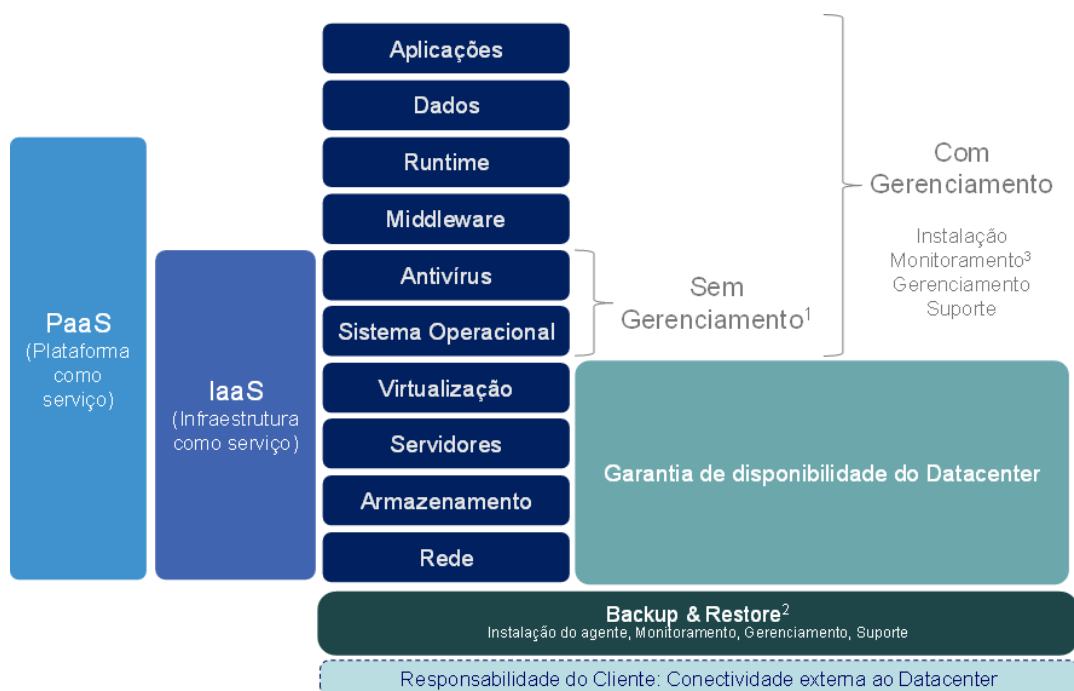 Aplicações
Dados
Runtime
Middleware
Antivírus
Sistema Operacional
Virtualização
Servidores
Armazenamento
Rede
PaaS
(Plataforma
como
serviço)
IaaS
(Infraestrutura
como serviço)
Sem
Gerenciamento¹
Com
Gerenciamento
Instalação
Monitoramento³
Gerenciamento
Suporte
Garantia de disponibilidade do Datacenter
Backup & Restore²
Instalação do agente, Monitoramento, Gerenciamento, Suporte
Responsabilidade do Cliente: Conectividade externa ao Datacenter